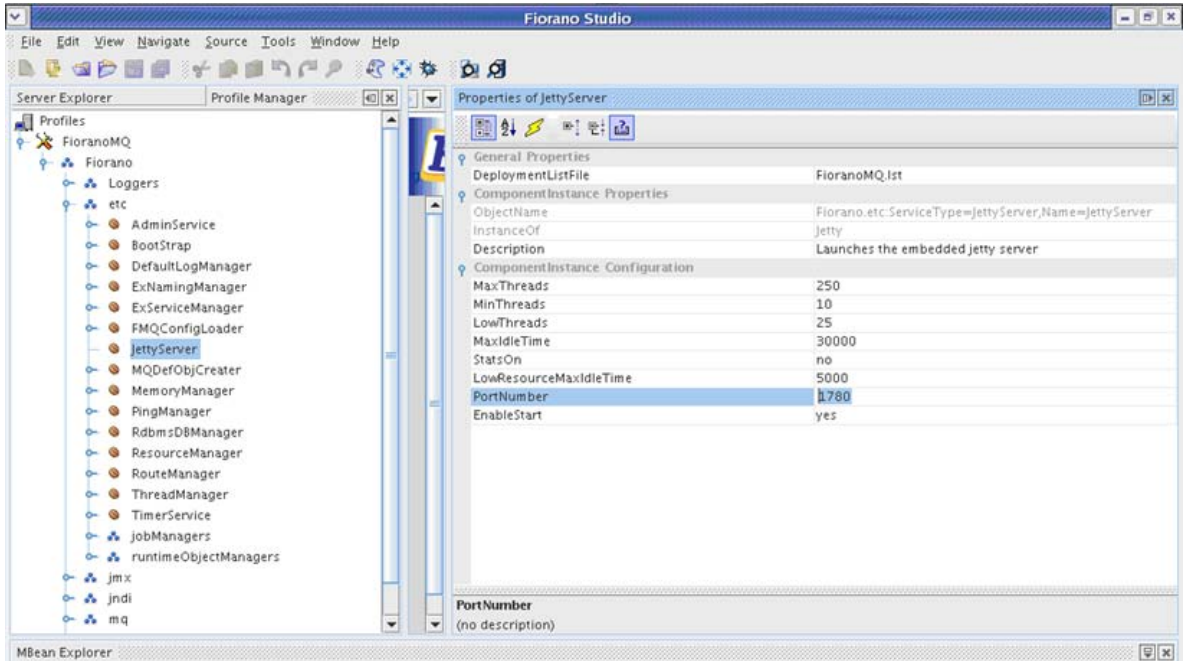 Fiorano Studio
File Edit View Navigate Source Tools Window Help
Server Explorer
Profile Manager
Profiles
FioranoMQ
Fiorano
Loggers
etc
AdminService
BootStrap
DefaultLogManager
ExNamingManager
ExServiceManager
FMQConfigLoader
JettyServer
MQDefObjCreater
MemoryManager
PingManager
RdbmsDBManager
ResourceManager
RouteManager
ThreadManager
TimerService
jobManagers
runtimeObjectManagers
jmx
jndi
mq
Properties of JettyServer
General Properties
DeploymentListFile FioranoMQ.lst
ComponentInstance Properties
ObjectName Fiorano.etc:ServiceType=JettyServer,Name=JettyServer
InstanceOf Jetty
Description Launches the embedded jetty server
ComponentInstance Configuration
MaxThreads 250
MinThreads 10
LowThreads 25
MaxIdleTime 30000
StatsOn no
LowResourceMaxIdleTime 5000
PortNumber 1780
EnableStart yes
PortNumber
(no description)
MBean Explorer